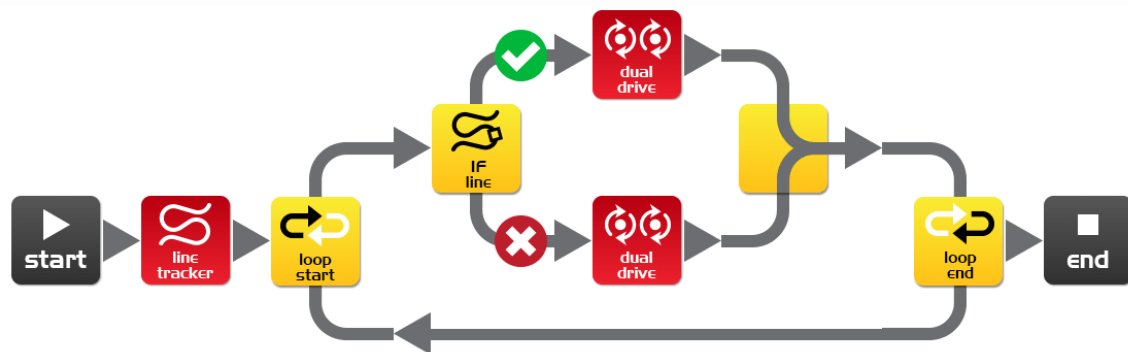 start
line
tracker
loop
start
IF
line
dual
drive
dual
drive
loop
end
end